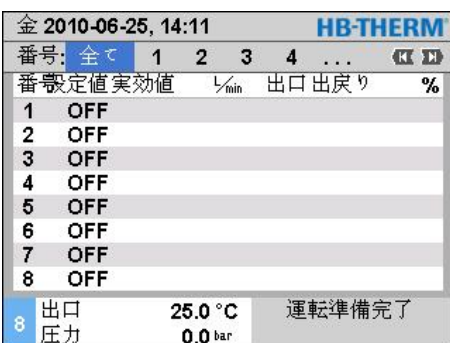 金 2010-06-25, 14:11 HB-THERM
番号: 全て 1 2 3 4 ...
番号設定値 実効値 L/min 出口 出戻り %
1 OFF
2 OFF
3 OFF
4 OFF
5 OFF
6 OFF
7 OFF
8 OFF
8 出口 25.0 °C 運転準備完了
圧力 0.0 bar